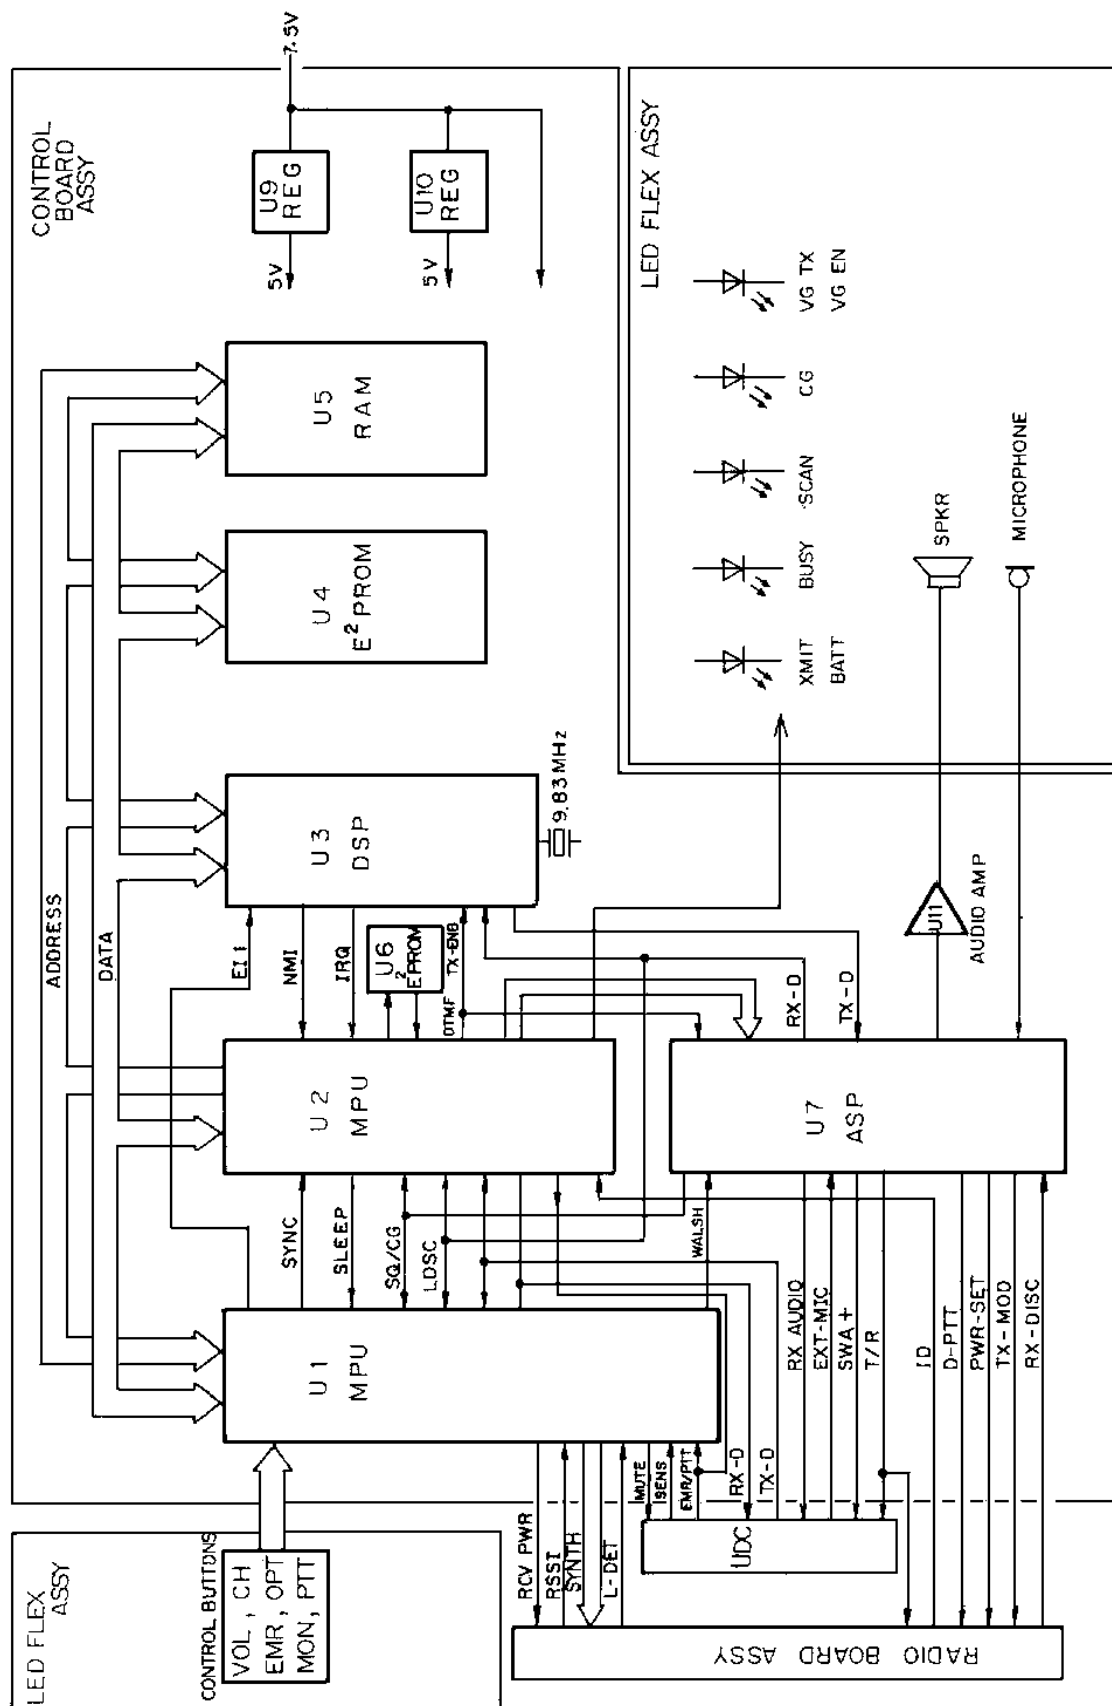 LED FLEX
ASSY
CONTROL BUTTONS
VOL, CH
EMR, OPT
MON, PTT
CONTROL
BOARD
ASSY
7.5V
U9
REG
5V
U10
REG
5V
ADDRESS
DATA
U1
MPU
U2
MPU
U3
DSP
U4
E²PROM
U5
RAM
9.83MHz
EI1
NMI
IRQ
U6
E²PROM
DTMF
TX-ENB
SYNC
SLEEP
SQ/CG
LDSC
WALSH
RX-D
TX-D
U7
ASP
RCV PWR
RSSI
SYNTH
L-DET
MUTE
ISENS
EMR/PTT
RX-D
TX-D
UDC
RX AUDIO
EXT-MIC
SWA+
T/R
ID
D-PTT
PWR-SET
TX-MOD
RX-DISC
RADIO BOARD ASSY
U11
AUDIO AMP
SPKR
MICROPHONE
LED FLEX ASSY
XMIT
BATT
BUSY
SCAN
CG
VG TX
VG EN